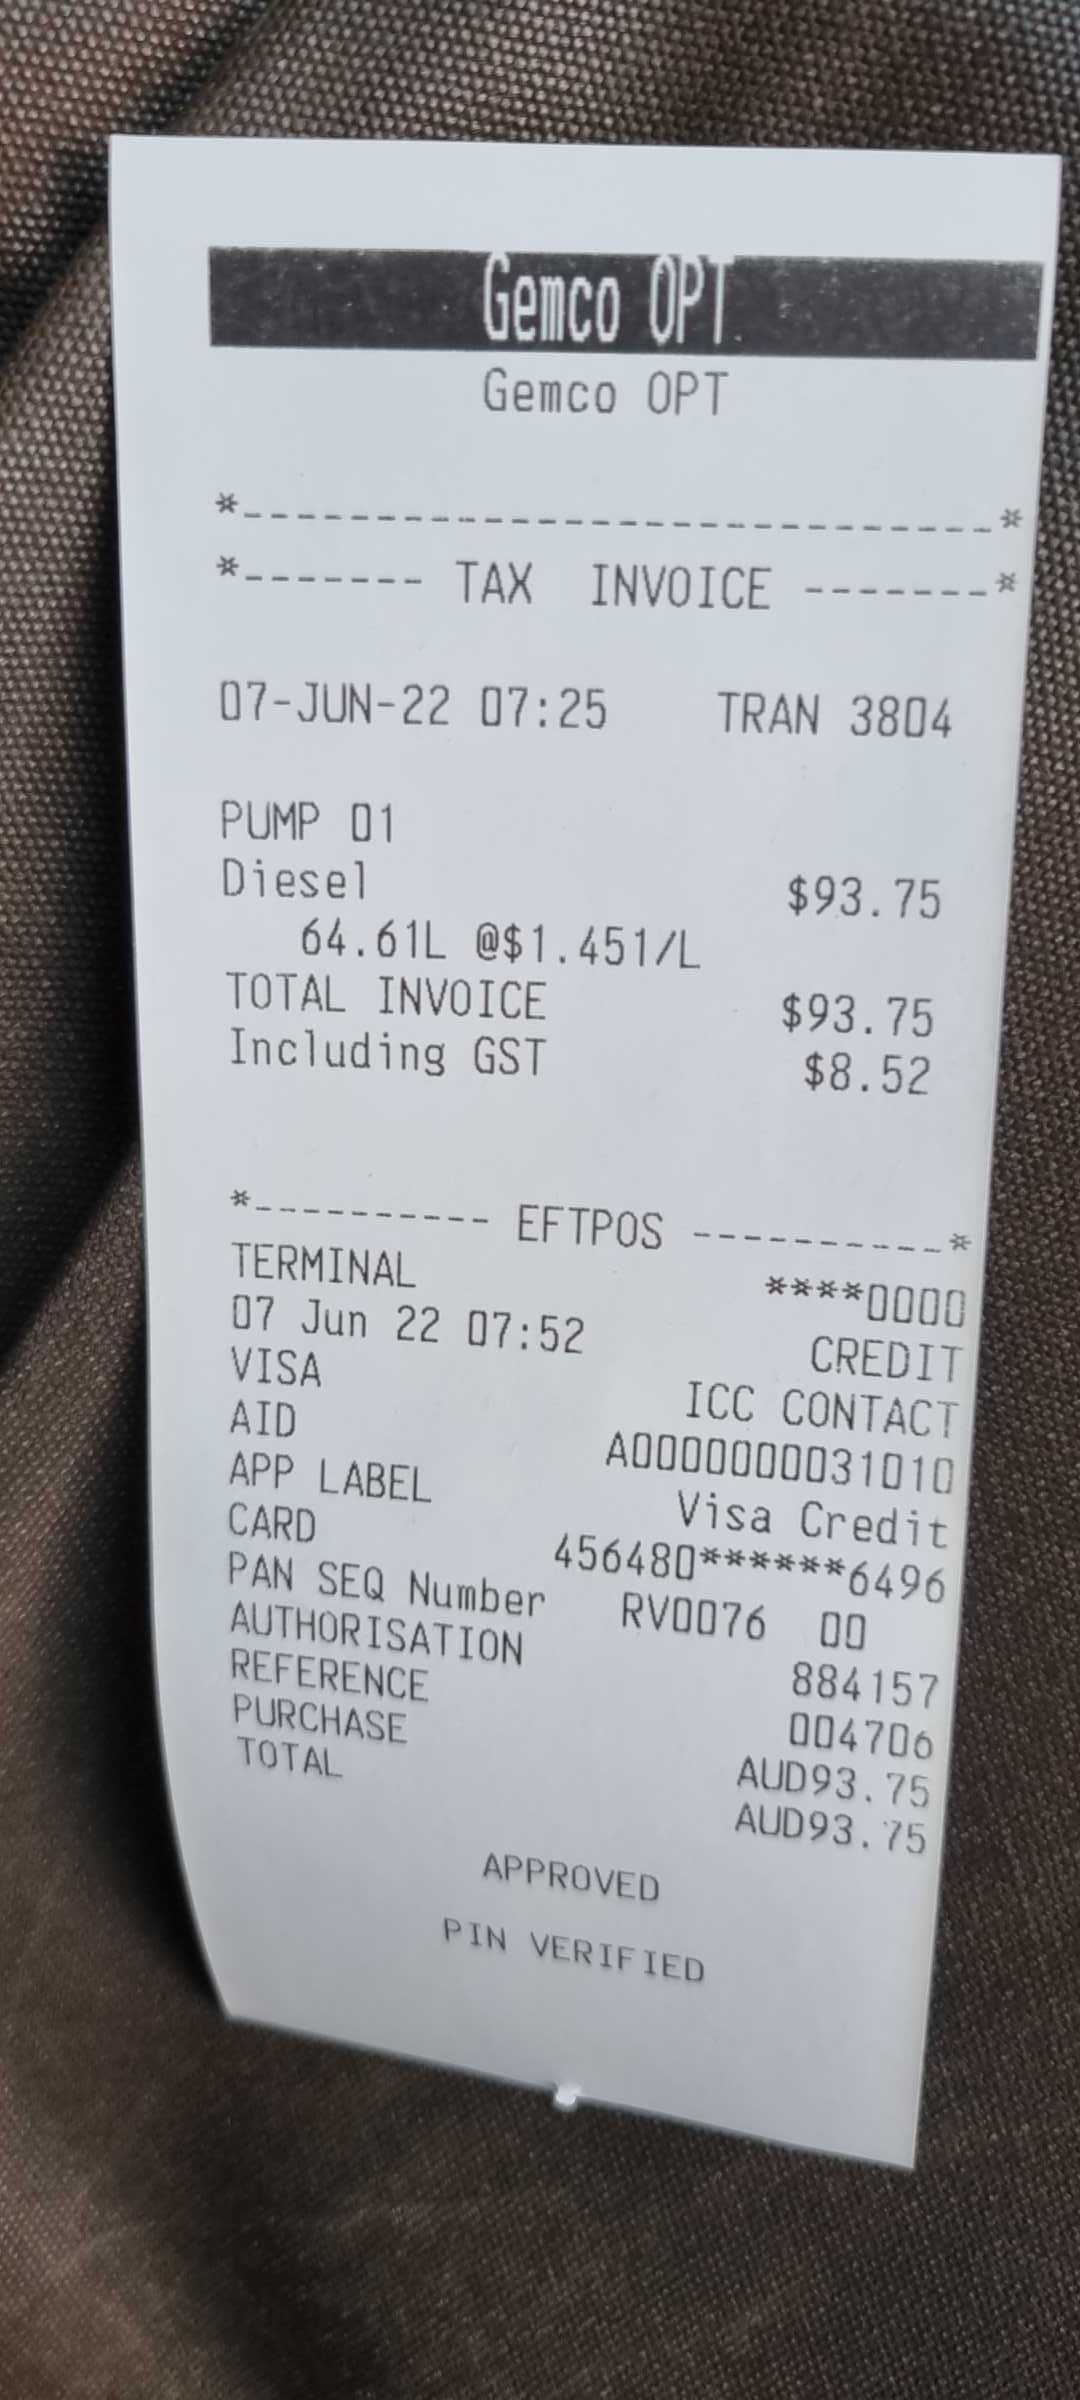 Gemco OPT
Gemco OPT
*----------------------------*
*------- TAX  INVOICE -------*
07-JUN-22 07:25 TRAN 3804
PUMP 01
Diesel $93.75
64.61L @$1.451/L
TOTAL INVOICE $93.75
Including GST $8.52
*---------- EFTPOS ----------*
TERMINAL ****0000
07 Jun 22 07:52 CREDIT
VISA ICC CONTACT
AID A0000000031010
APP LABEL Visa Credit
CARD 456480******6496
PAN SEQ Number RV0076 00
AUTHORISATION 884157
REFERENCE 004706
PURCHASE AUD93.75
TOTAL AUD93.75
APPROVED
PIN VERIFIED